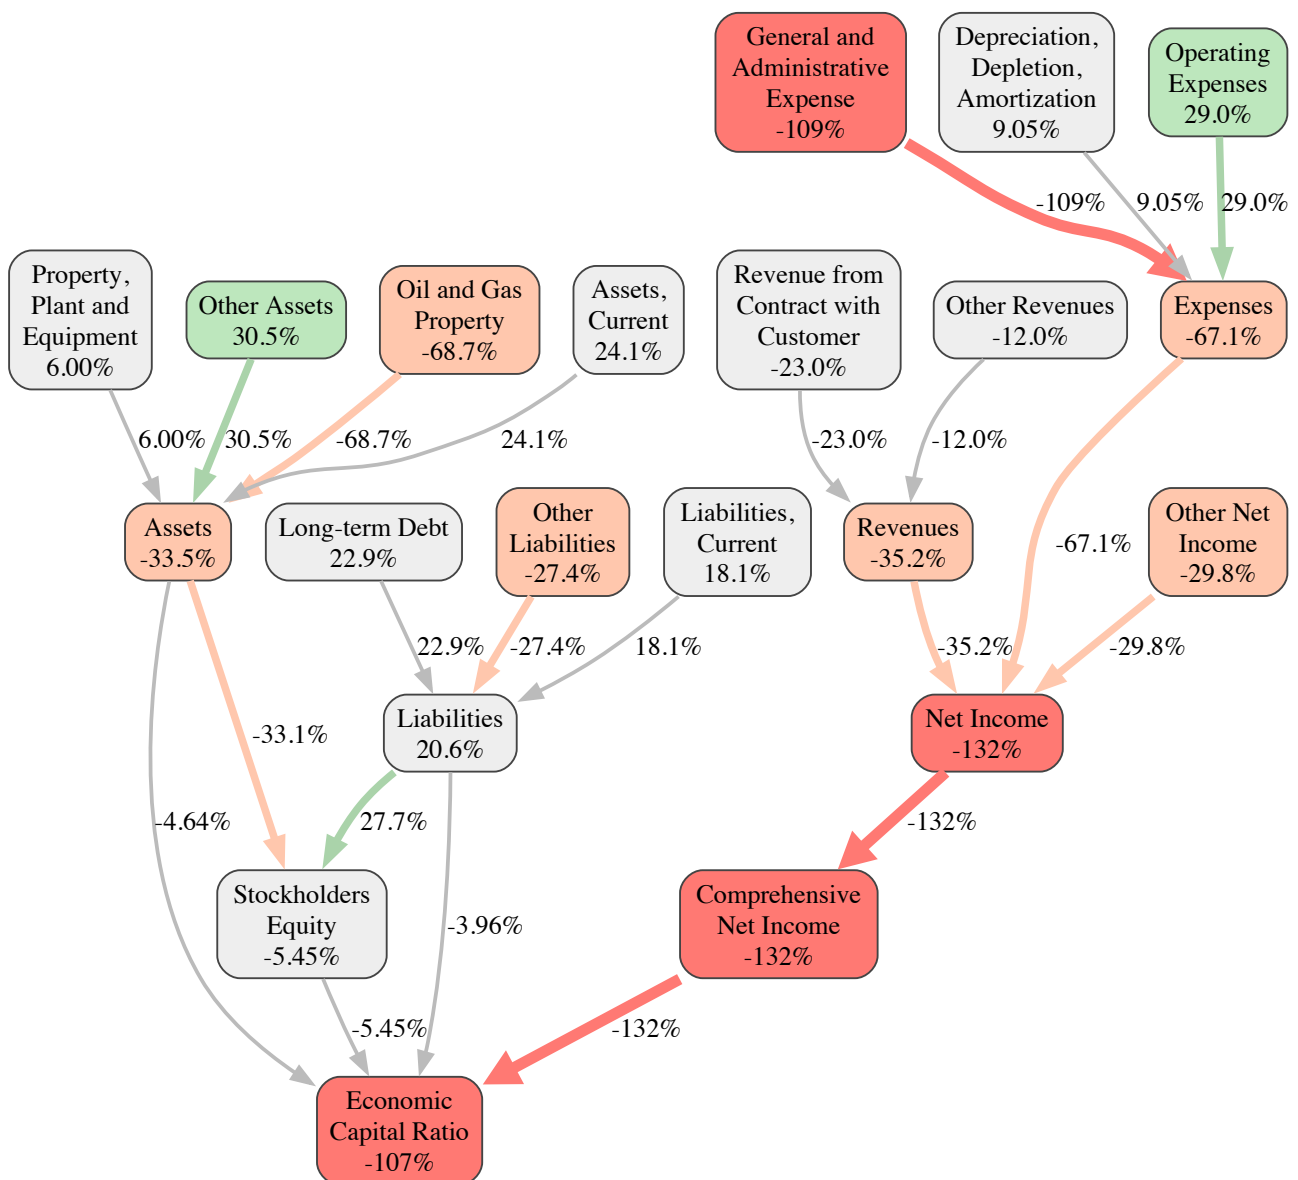 General and
Administrative
Expense
-109%
Depreciation,
Depletion,
Amortization
9.05%
Operating
Expenses
29.0%
-109%
9.05%
29.0%
Property,
Plant and
Equipment
6.00%
Other Assets
30.5%
Oil and Gas
Property
-68.7%
Assets,
Current
24.1%
Revenue from
Contract with
Customer
-23.0%
Other Revenues
-12.0%
Expenses
-67.1%
6.00%
30.5%
-68.7%
24.1%
-23.0%
-12.0%
Assets
-33.5%
Long-term Debt
22.9%
Other
Liabilities
-27.4%
Liabilities,
Current
18.1%
Revenues
-35.2%
-67.1%
Other Net
Income
-29.8%
22.9%
-27.4%
18.1%
-35.2%
-29.8%
-33.1%
Liabilities
20.6%
Net Income
-132%
-4.64%
27.7%
-132%
Stockholders
Equity
-5.45%
-3.96%
Comprehensive
Net Income
-132%
-5.45%
-132%
Economic
Capital Ratio
-107%